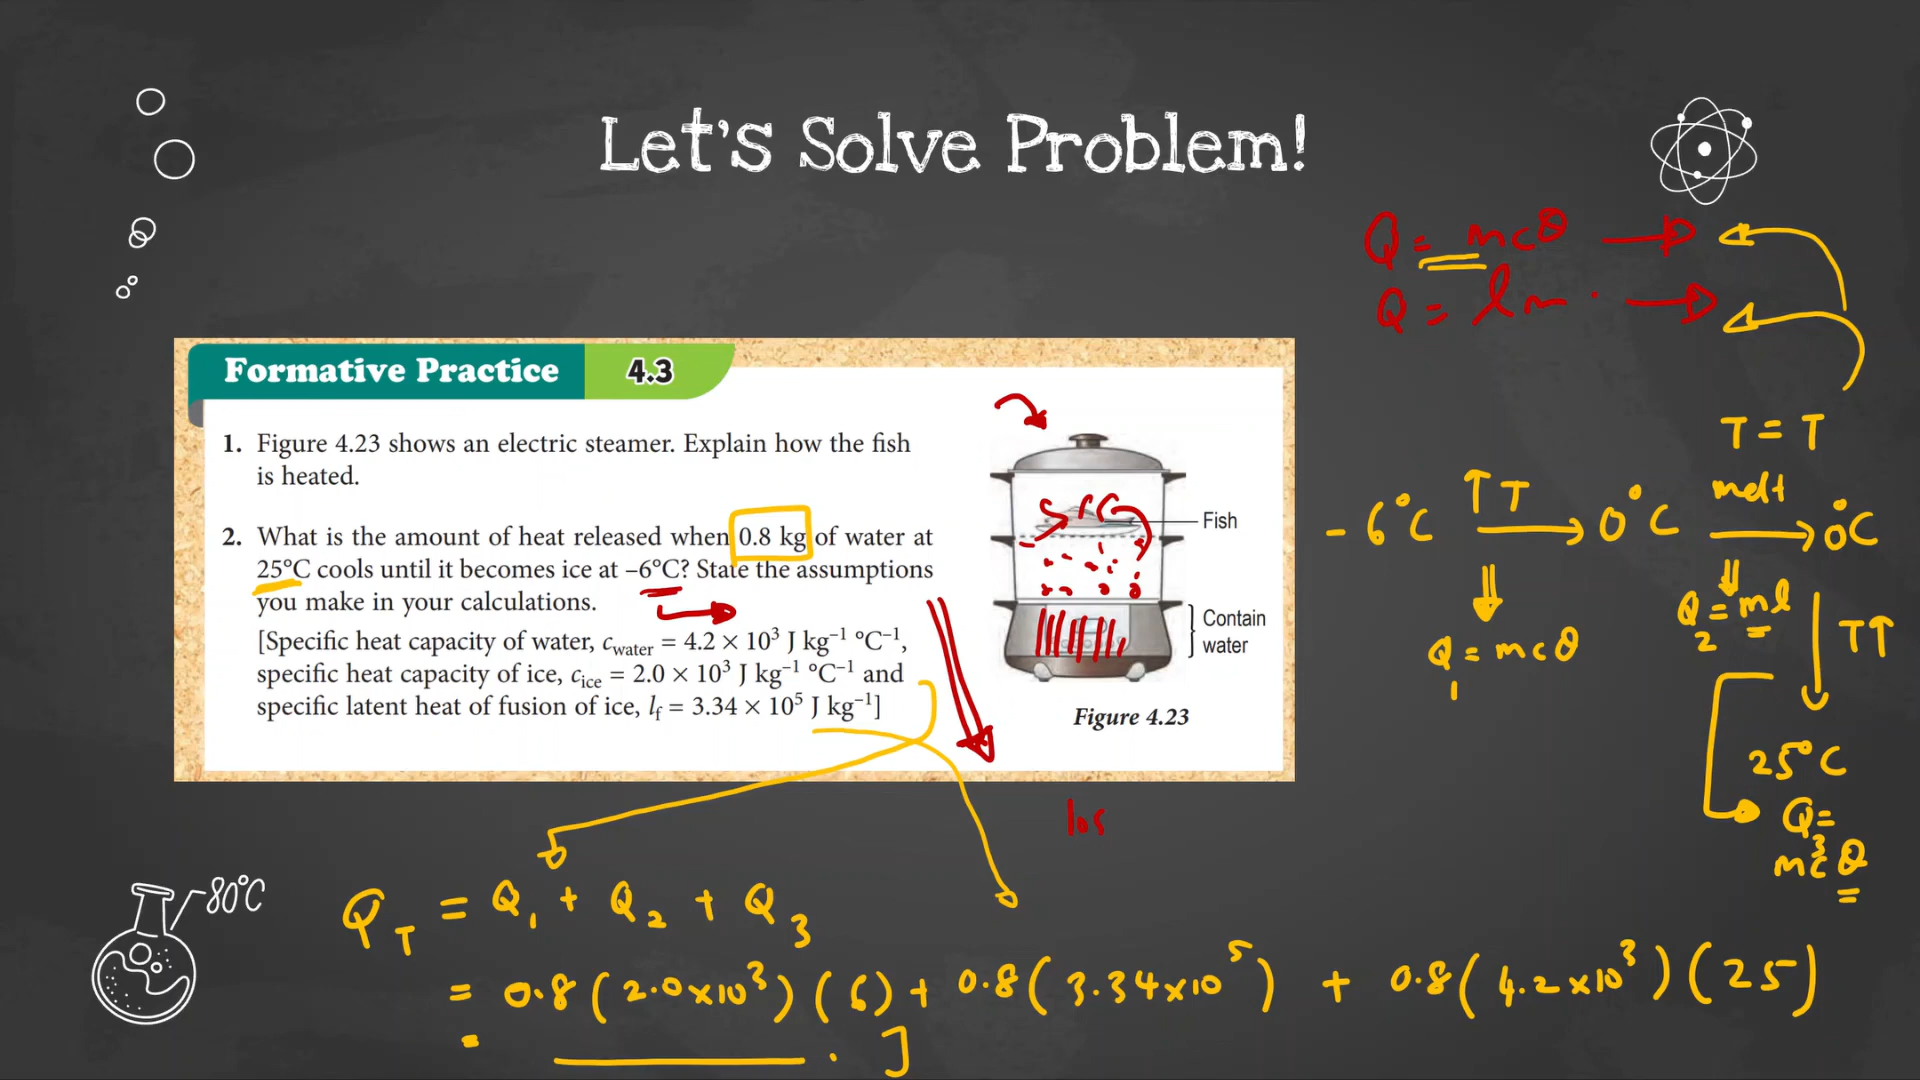 Let's Solve Problem!
Q = mcθ
Q = lm
Formative Practice 4.3
1. Figure 4.23 shows an electric steamer. Explain how the fish
is heated.
2. What is the amount of heat released when 0.8 kg of water at
25°C cools until it becomes ice at –6°C? State the assumptions
you make in your calculations.
[Specific heat capacity of water, c_water = 4.2 × 10³ J kg⁻¹ °C⁻¹,
specific heat capacity of ice, c_ice = 2.0 × 10³ J kg⁻¹ °C⁻¹ and
specific latent heat of fusion of ice, l_f = 3.34 × 10⁵ J kg⁻¹]
Fish
Contain
water
Figure 4.23
T = T
-6°C ↑T → 0°C melt → 0°C
Q₁ = mcθ
Q₂ = ml
T↑
25°C
Q₃ =
mcθ
los
80°C
Q_T = Q₁ + Q₂ + Q₃
= 0.8(2.0×10³)(6) + 0.8(3.34×10⁵) + 0.8(4.2×10³)(25)
= ________ . J